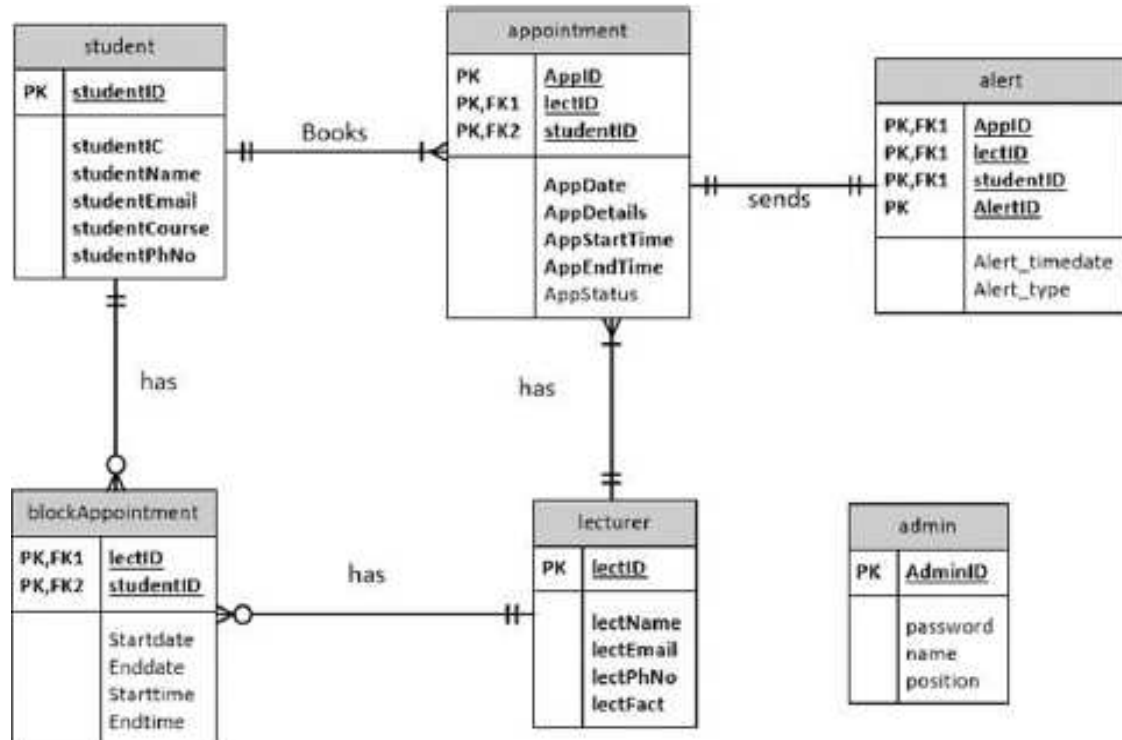 student
PK studentID
studentIC
studentName
studentEmail
studentCourse
studentPhNo
Books
appointment
PK AppID
PK,FK1 lectID
PK,FK2 studentID
AppDate
AppDetails
AppStartTime
AppEndTime
AppStatus
sends
alert
PK,FK1 AppID
PK,FK1 lectID
PK,FK1 studentID
PK AlertID
Alert_timedate
Alert_type
has
has
blockAppointment
PK,FK1 lectID
PK,FK2 studentID
Startdate
Enddate
Starttime
Endtime
has
lecturer
PK lectID
lectName
lectEmail
lectPhNo
lectFact
admin
PK AdminID
password
name
position